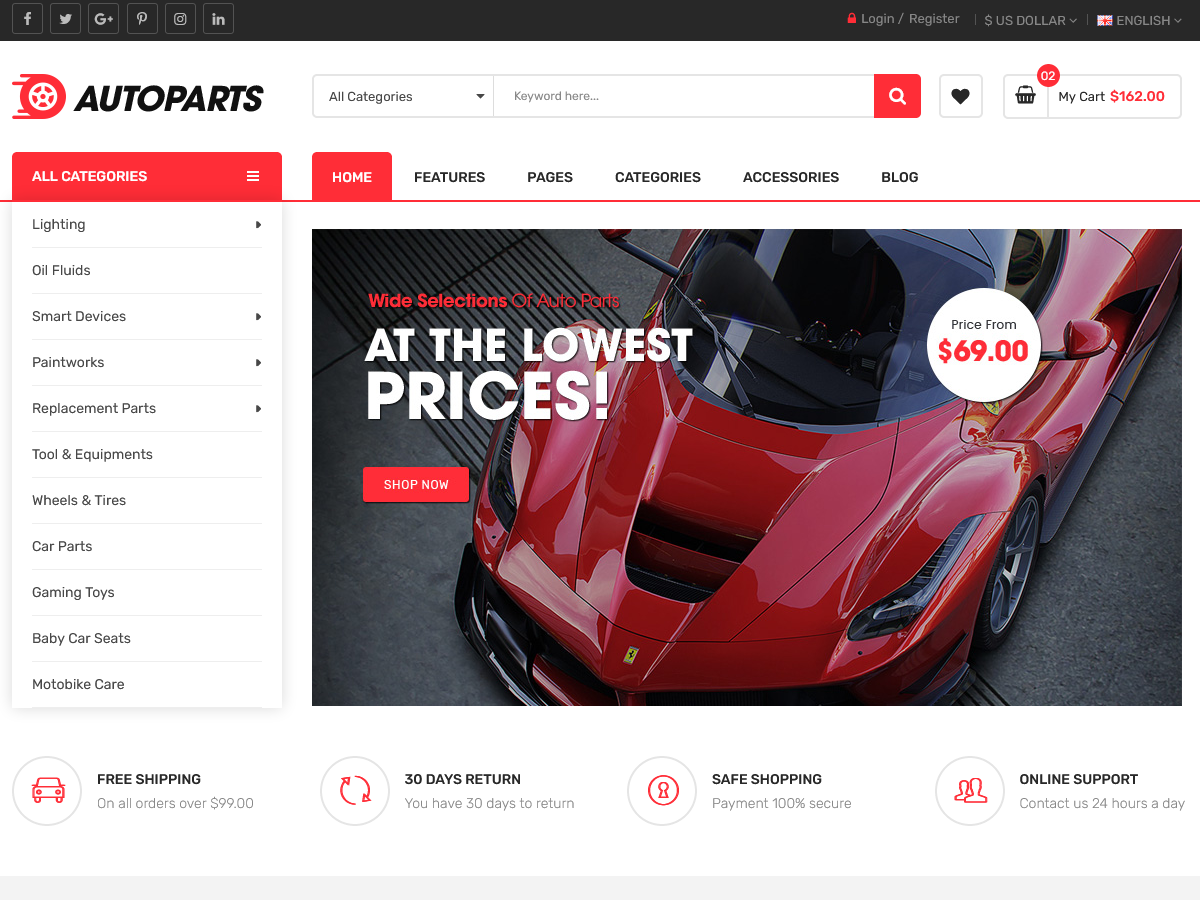 Login / Register
$ US DOLLAR
ENGLISH
AUTOPARTS
All Categories
Keyword here...
02
My Cart $162.00
ALL CATEGORIES
HOME
FEATURES
PAGES
CATEGORIES
ACCESSORIES
BLOG
Lighting
Oil Fluids
Smart Devices
Paintworks
Replacement Parts
Tool & Equipments
Wheels & Tires
Car Parts
Gaming Toys
Baby Car Seats
Motobike Care
Wide Selections Of Auto Parts
AT THE LOWEST
PRICES!
SHOP NOW
Price From
$69.00
FREE SHIPPING
On all orders over $99.00
30 DAYS RETURN
You have 30 days to return
SAFE SHOPPING
Payment 100% secure
ONLINE SUPPORT
Contact us 24 hours a day